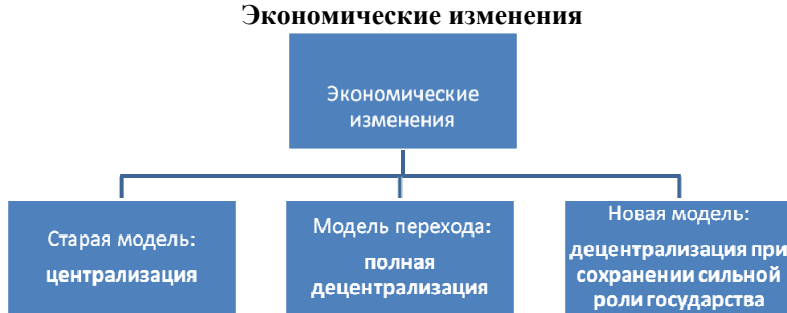 Экономические изменения
Экономические
изменения
Старая модель:
централизация
Модель перехода:
полная
децентрализация
Новая модель:
децентрализация при
сохранении сильной
роли государства